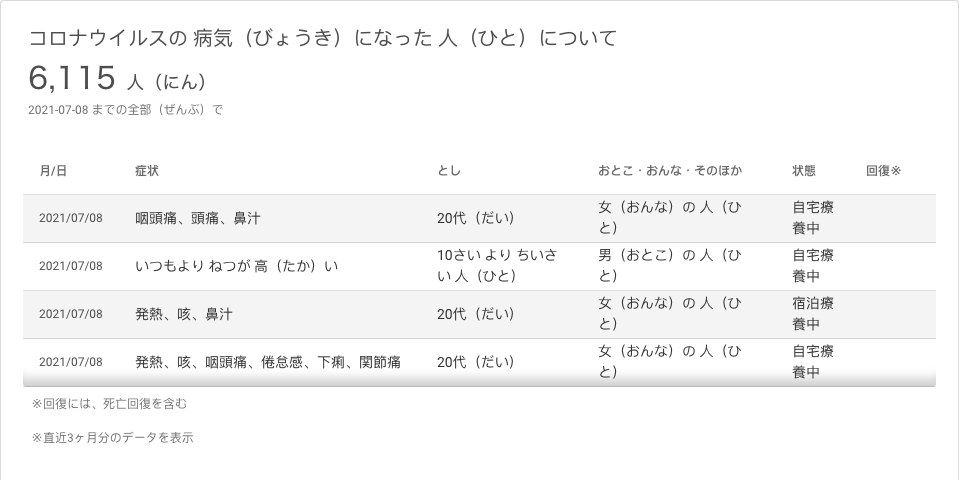 コロナウイルスの 病気（びょうき）になった 人（ひと）について
6,115 人（にん）
2021-07-08 までの全部（ぜんぶ）で
月/日 症状 とし おとこ・おんな・そのほか 状態 回復※
2021/07/08 咽頭痛、頭痛、鼻汁 20代（だい） 女（おんな）の 人（ひ 自宅療
と） 養中
2021/07/08 いつもより ねつが 高（たか）い 10さい より ちいさ 男（おとこ）の 人（ひ 自宅療
い 人（ひと） と） 養中
2021/07/08 発熱、咳、鼻汁 20代（だい） 女（おんな）の 人（ひ 宿泊療
と） 養中
2021/07/08 発熱、咳、咽頭痛、倦怠感、下痢、関節痛 20代（だい） 女（おんな）の 人（ひ 自宅療
と） 養中
※回復には、死亡回復を含む
※直近3ヶ月分のデータを表示